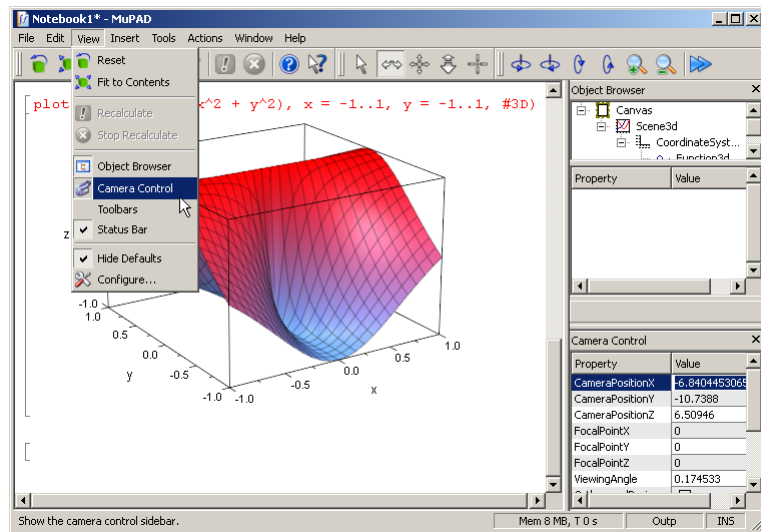 Notebook1* - MuPAD
File Edit View Insert Tools Actions Window Help
Reset
Fit to Contents
Recalculate
Stop Recalculate
Object Browser
Camera Control
Toolbars
Status Bar
Hide Defaults
Configure...
plot x^2 + y^2), x = -1..1, y = -1..1, #3D)
z
-1.0
1.0
0.5
0.0
-0.5
-1.0
y
-1.0
-0.5
0.0
0.5
1.0
x
Object Browser
Canvas
Scene3d
CoordinateSyst...
Function3d
Property Value
Camera Control
Property Value
CameraPositionX -6.8404453065
CameraPositionY -10.7388
CameraPositionZ 6.50946
FocalPointX 0
FocalPointY 0
FocalPointZ 0
ViewingAngle 0.174533
Show the camera control sidebar.
Mem 8 MB, T 0 s Outp INS